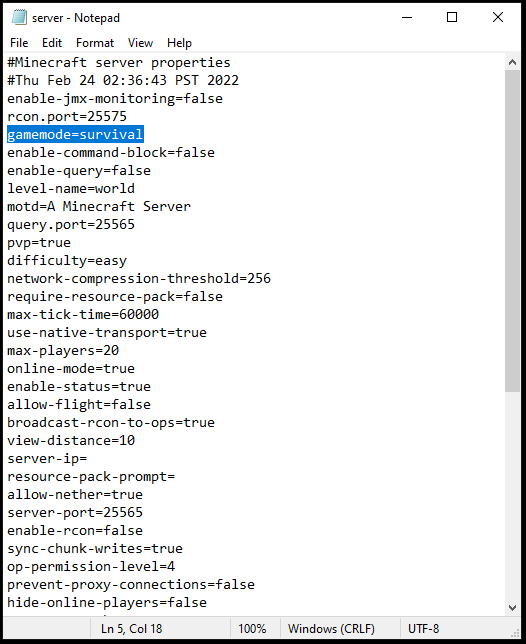 server - Notepad
File Edit Format View Help
#Minecraft server properties
#Thu Feb 24 02:36:43 PST 2022
enable-jmx-monitoring=false
rcon.port=25575
gamemode=survival
enable-command-block=false
enable-query=false
level-name=world
motd=A Minecraft Server
query.port=25565
pvp=true
difficulty=easy
network-compression-threshold=256
require-resource-pack=false
max-tick-time=60000
use-native-transport=true
max-players=20
online-mode=true
enable-status=true
allow-flight=false
broadcast-rcon-to-ops=true
view-distance=10
server-ip=
resource-pack-prompt=
allow-nether=true
server-port=25565
enable-rcon=false
sync-chunk-writes=true
op-permission-level=4
prevent-proxy-connections=false
hide-online-players=false
Ln 5, Col 18 100% Windows (CRLF) UTF-8